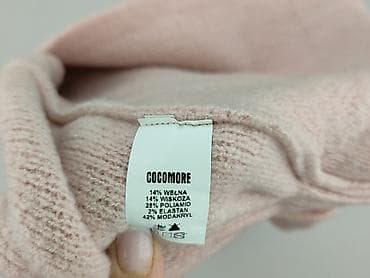 COCOMORE
14% WEŁNA
14% WISKOZA
28% POLIAMID
2% ELASTAN
42% MODAKRYL